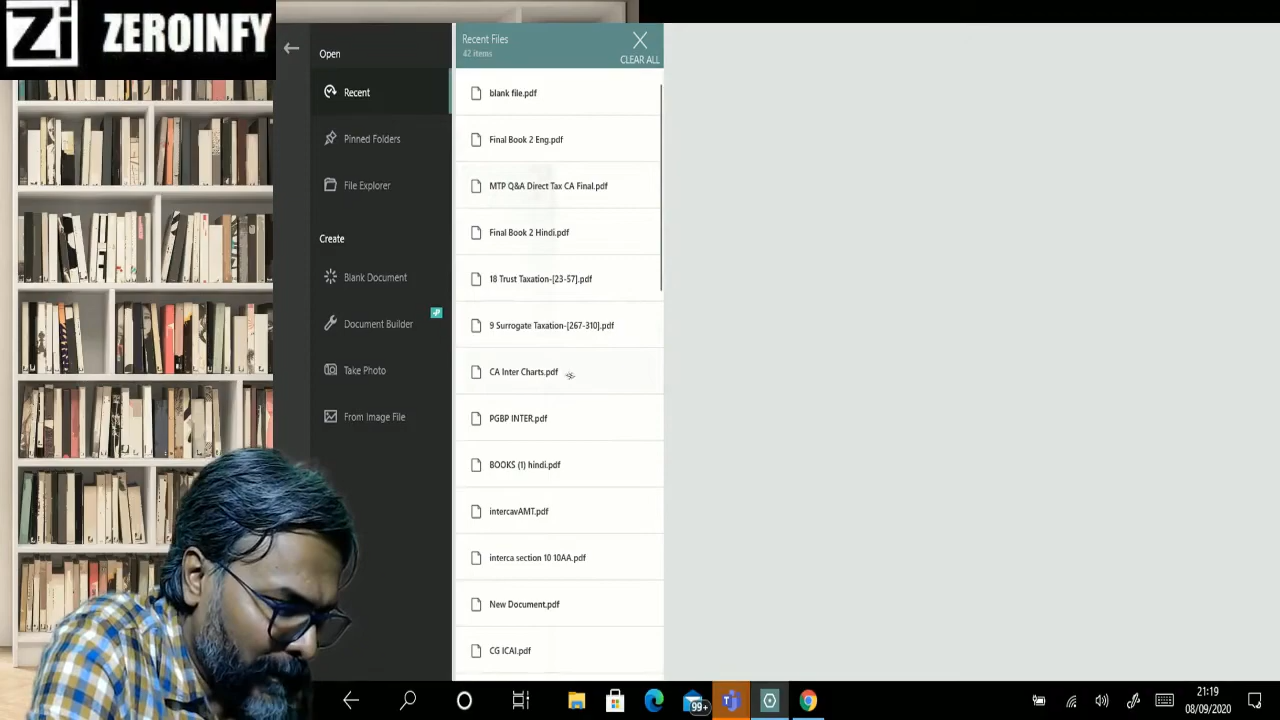 Zi ZEROINFY
Open
Recent
Pinned Folders
File Explorer
Create
Blank Document
Document Builder
Take Photo
From Image File
Recent Files
42 items
CLEAR ALL
blank file.pdf
Final Book 2 Eng.pdf
MTP Q&A Direct Tax CA Final.pdf
Final Book 2 Hindi.pdf
18 Trust Taxation-[23-57].pdf
9 Surrogate Taxation-[267-310].pdf
CA Inter Charts.pdf
PGBP INTER.pdf
BOOKS (1) hindi.pdf
intercavAMT.pdf
interca section 10 10AA.pdf
New Document.pdf
CG ICAI.pdf
99+
21:19
08/09/2020